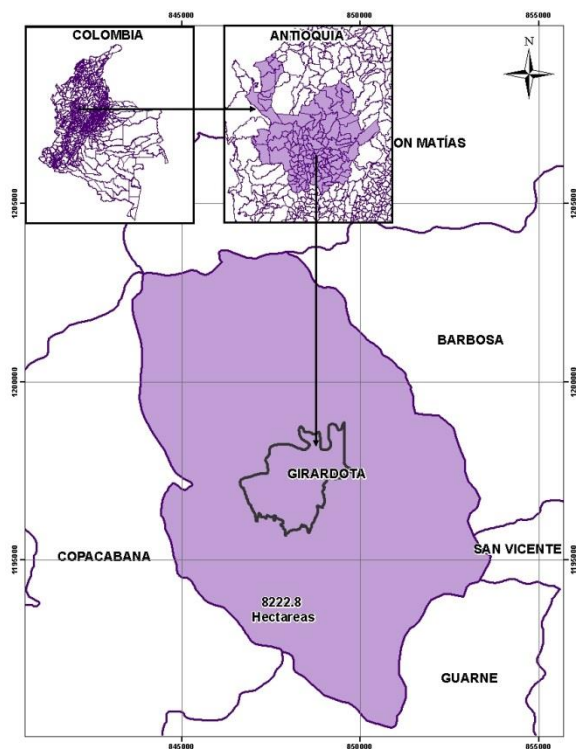 845000 850000 855000
COLOMBIA
ANTIOQUIA
N
ON MATÍAS
1205000 1205000
BARBOSA
1200000 1200000
GIRARDOTA
COPACABANA
SAN VICENTE
1195000 1195000
8222.8
Hectareas
GUARNE
845000 850000 855000